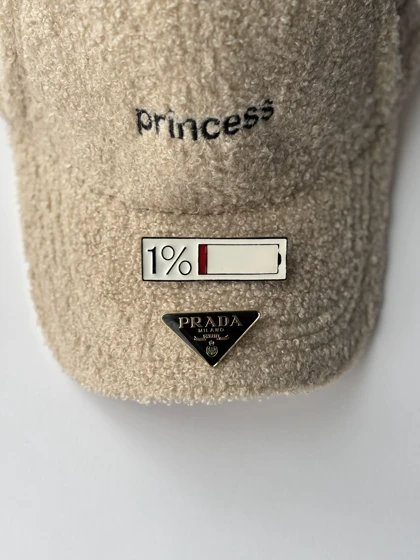 princess
1%
PRADA
MILANO